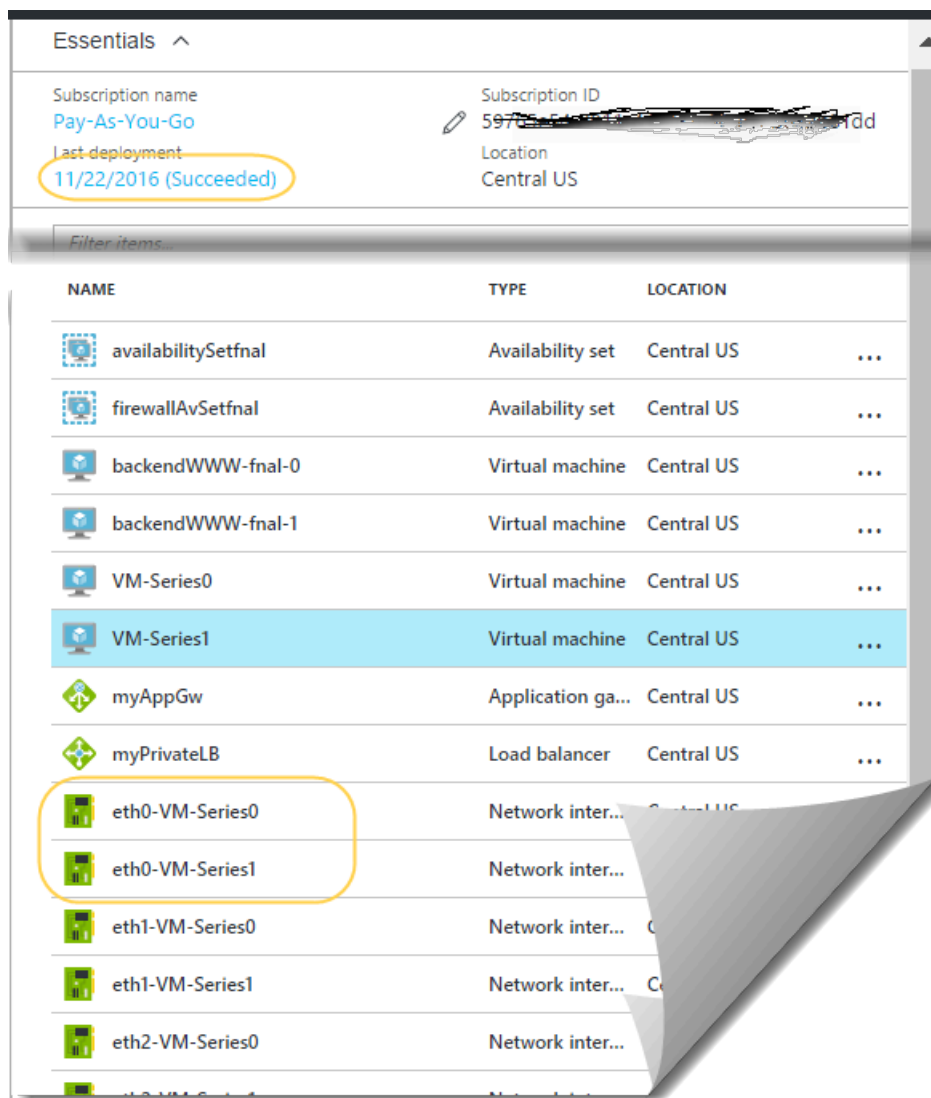 Essentials
Subscription name Subscription ID
Pay-As-You-Go
Last deployment Location
11/22/2016 (Succeeded) Central US
Filter items...
NAME TYPE LOCATION
availabilitySetfnal Availability set Central US ...
firewallAvSetfnal Availability set Central US ...
backendWWW-fnal-0 Virtual machine Central US ...
backendWWW-fnal-1 Virtual machine Central US ...
VM-Series0 Virtual machine Central US ...
VM-Series1 Virtual machine Central US ...
myAppGw Application ga... Central US ...
myPrivateLB Load balancer Central US ...
eth0-VM-Series0 Network inter... Central US
eth0-VM-Series1 Network inter...
eth1-VM-Series0 Network inter...
eth1-VM-Series1 Network inter...
eth2-VM-Series0 Network inter...